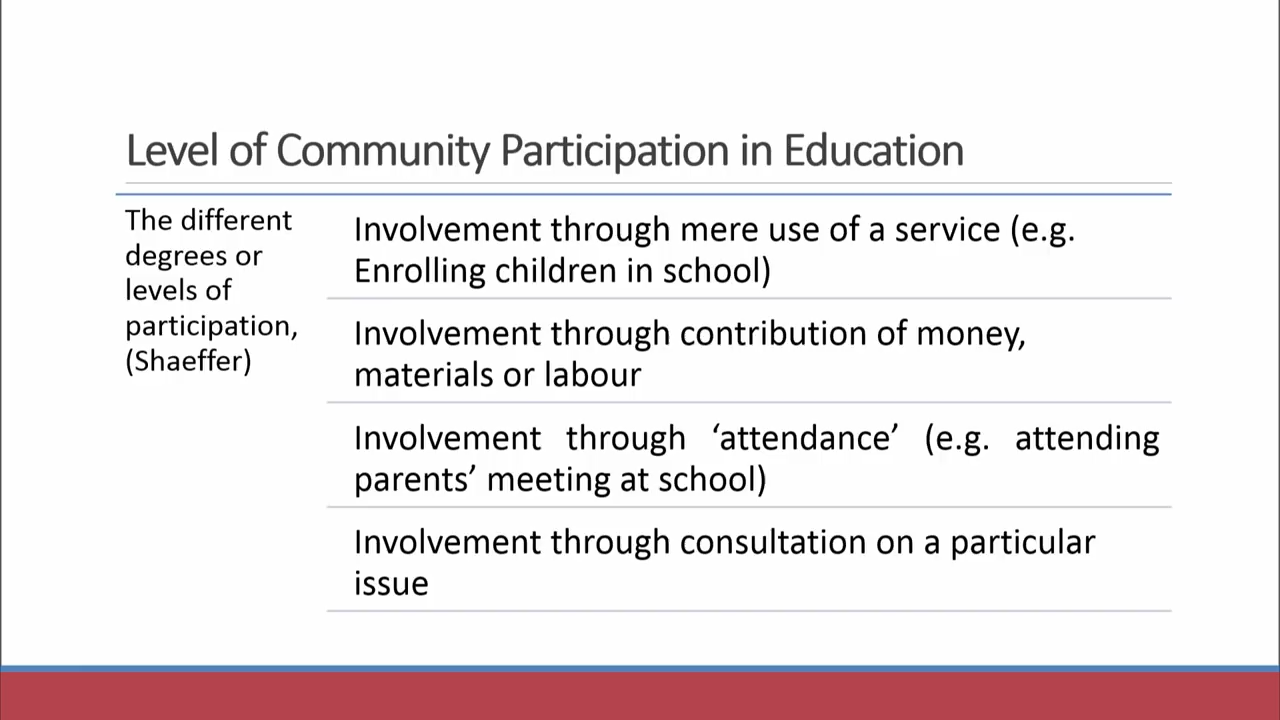 Level of Community Participation in Education
The different
degrees or
levels of
participation,
(Shaeffer)
Involvement through mere use of a service (e.g.
Enrolling children in school)
Involvement through contribution of money,
materials or labour
Involvement through ‘attendance’ (e.g. attending
parents’ meeting at school)
Involvement through consultation on a particular
issue